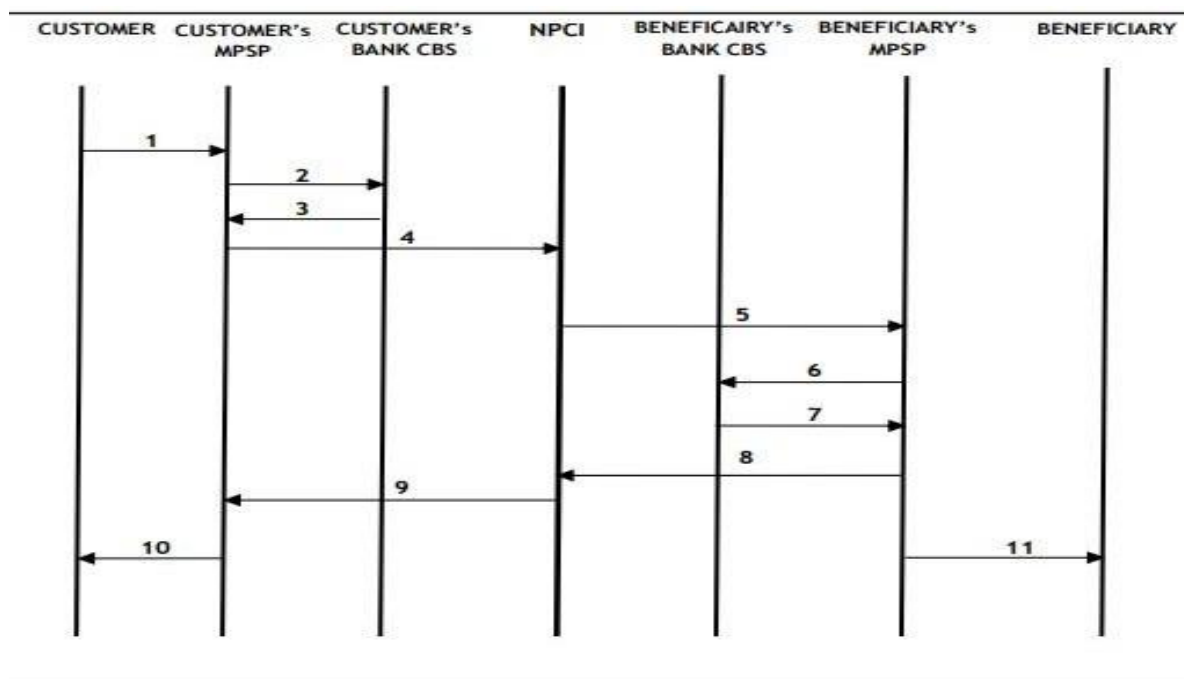 CUSTOMER
CUSTOMER's
MPSP
CUSTOMER's
BANK CBS
NPCI
BENEFICAIRY's
BANK CBS
BENEFICIARY's
MPSP
BENEFICIARY
1
2
3
4
5
6
7
8
9
10
11